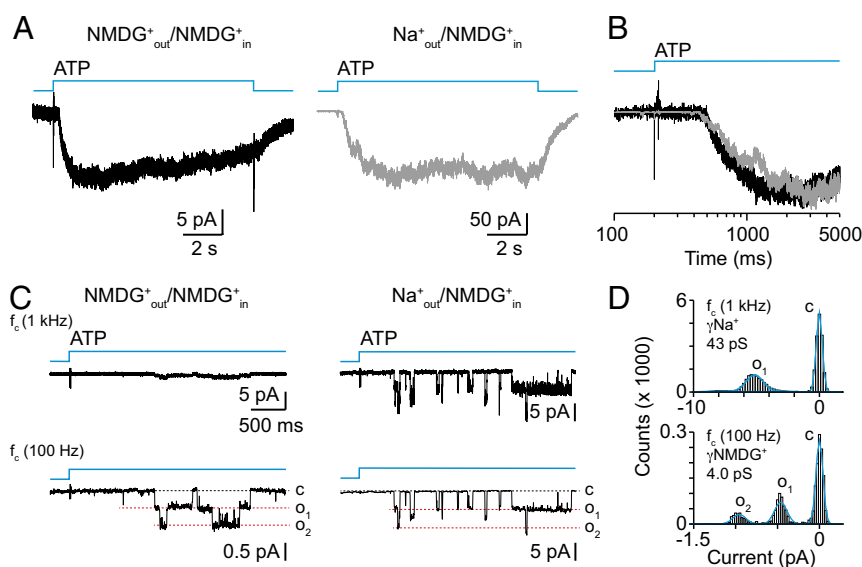 A
NMDG⁺out/NMDG⁺in
ATP
5 pA
2 s
Na⁺out/NMDG⁺in
ATP
50 pA
2 s
B
ATP
100 1000 5000
Time (ms)
C
NMDG⁺out/NMDG⁺in
Na⁺out/NMDG⁺in
fc (1 kHz)
ATP
5 pA
500 ms
ATP
5 pA
fc (100 Hz)
c
o1
o2
0.5 pA
5 pA
D
Counts (x 1000)
6
0
fc (1 kHz)
γNa⁺
43 pS
c
o1
-10 0
0.3
0
fc (100 Hz)
γNMDG⁺
4.0 pS
c
o2
o1
-1.5 0
Current (pA)